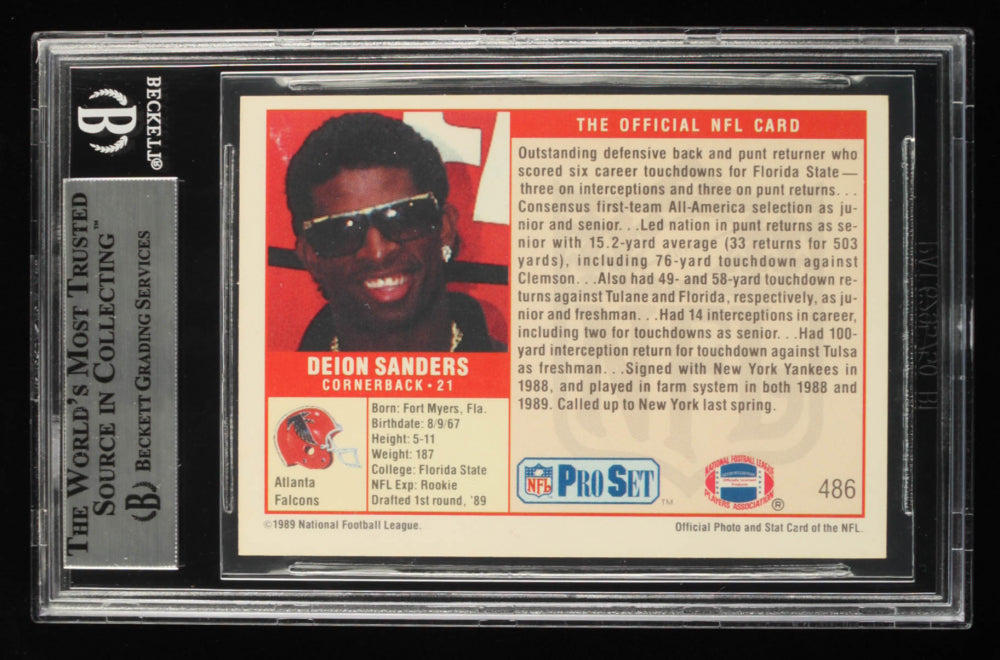 BECKETT®
B
THE WORLD'S MOST TRUSTED
SOURCE IN COLLECTING™
B BECKETT GRADING SERVICES
THE OFFICIAL NFL CARD
Outstanding defensive back and punt returner who
scored six career touchdowns for Florida State—
three on interceptions and three on punt returns. . .
Consensus first-team All-America selection as ju-
nior and senior. . .Led nation in punt returns as se-
nior with 15.2-yard average (33 returns for 503
yards), including 76-yard touchdown against
Clemson. . .Also had 49- and 58-yard touchdown re-
turns against Tulane and Florida, respectively, as ju-
nior and freshman. . .Had 14 interceptions in career,
including two for touchdowns as senior. . .Had 100-
yard interception return for touchdown against Tulsa
as freshman. . .Signed with New York Yankees in
1988, and played in farm system in both 1988 and
1989. Called up to New York last spring.
DEION SANDERS
CORNERBACK • 21
Atlanta
Falcons
Born: Fort Myers, Fla.
Birthdate: 8/9/67
Height: 5-11
Weight: 187
College: Florida State
NFL Exp: Rookie
Drafted 1st round, '89
NFL PRO SET™
NATIONAL FOOTBALL LEAGUE
PLAYERS ASSOCIATION®
486
©1989 National Football League.
Official Photo and Stat Card of the NFL.